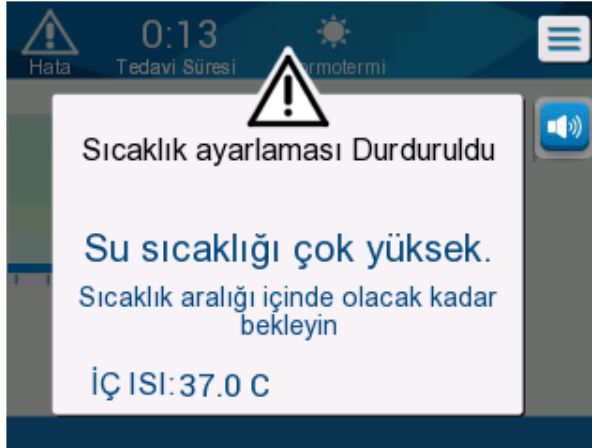 0:13
Hata
Tedavi Süresi
rmotermi
Sıcaklık ayarlaması Durduruldu
Su sıcaklığı çok yüksek.
Sıcaklık aralığı içinde olacak kadar
bekleyin
İÇ ISI: 37.0 C